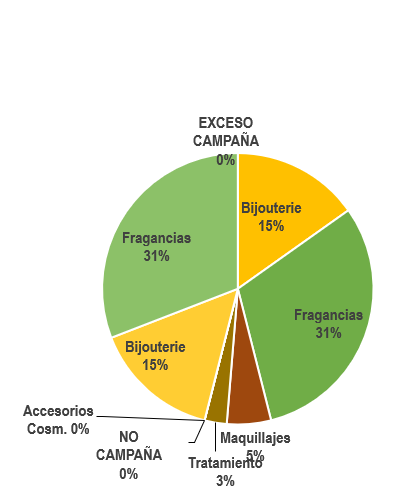 EXCESO
CAMPAÑA
0%
Bijouterie
15%
Fragancias
31%
Fragancias
31%
Bijouterie
15%
Accesorios
Cosm. 0%
NO
CAMPAÑA
0%
Maquillajes
5%
Tratamiento
3%